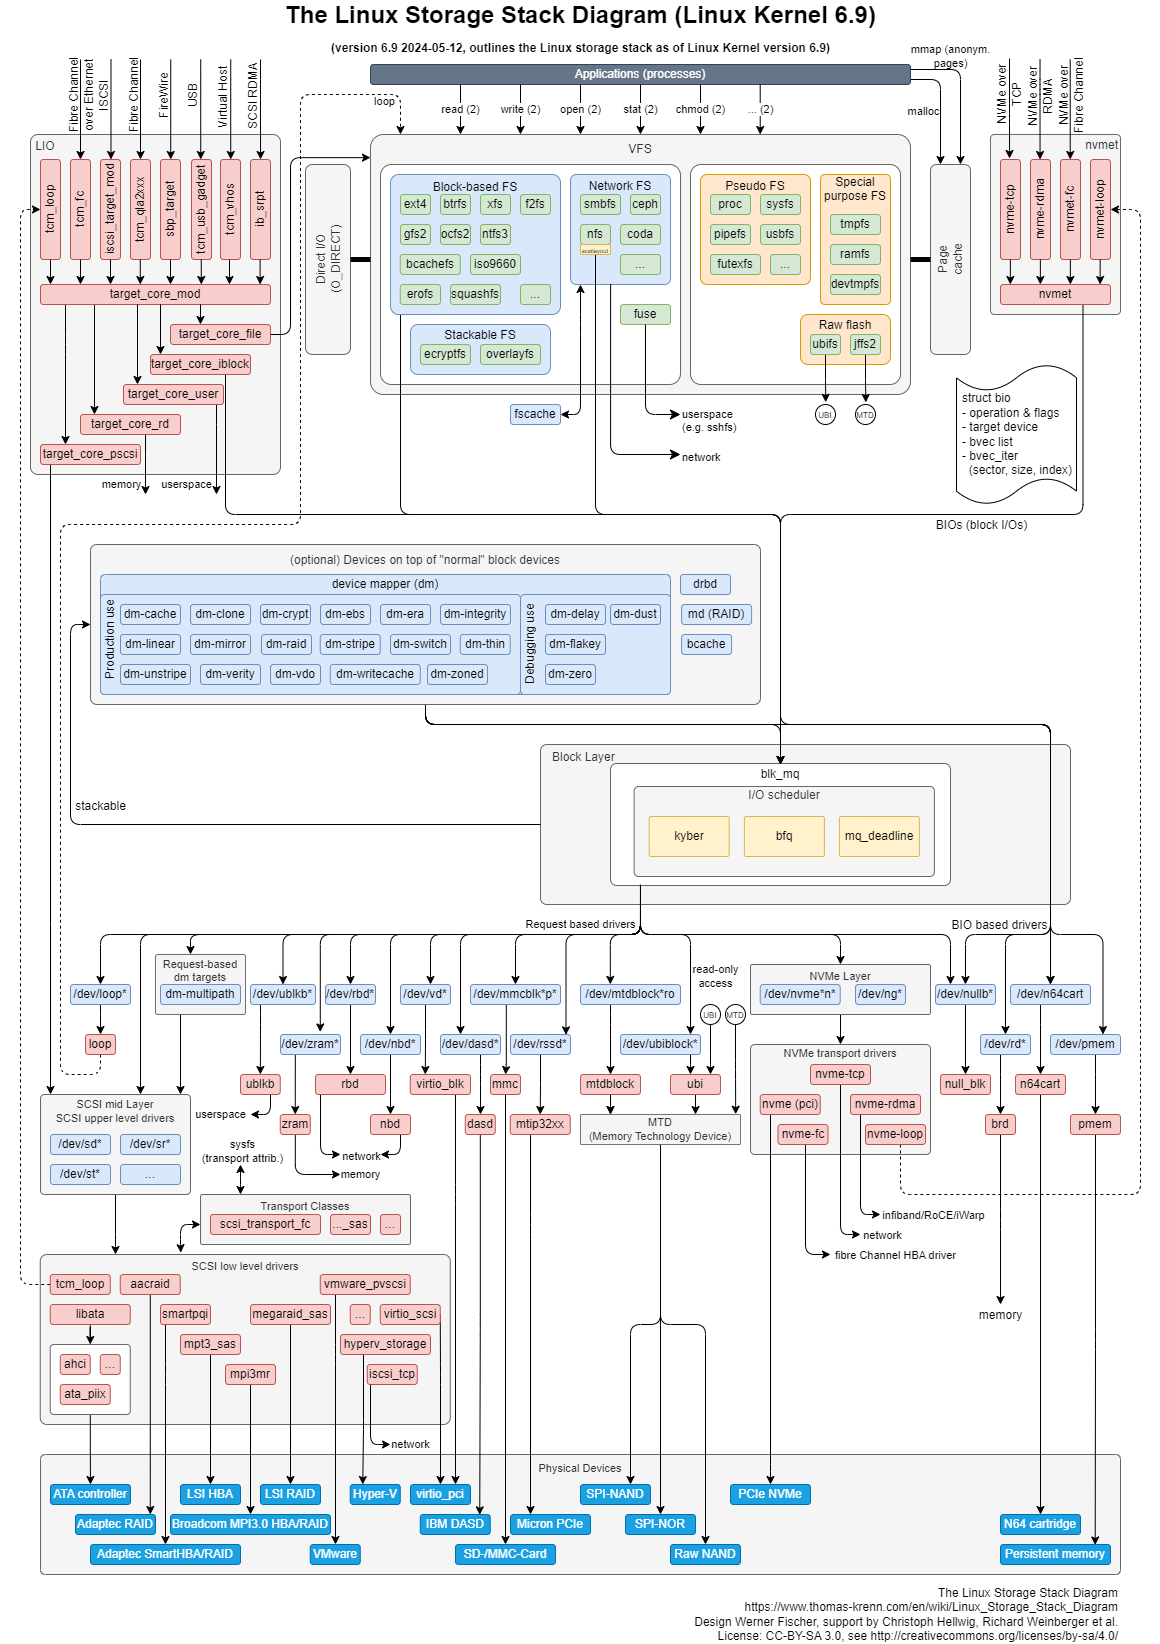 The Linux Storage Stack Diagram (Linux Kernel 6.9)
(version 6.9 2024-05-12, outlines the Linux storage stack as of Linux Kernel version 6.9)
mmap (anonym.
pages)
Applications (processes)
malloc
loop
read (2)
write (2)
open (2)
stat (2)
chmod (2)
... (2)
Fibre Channel
over Ethernet
ISCSI
Fibre Channel
FireWire
USB
Virtual Host
SCSI RDMA
NVMe over
TCP
NVMe over
RDMA
NVMe over
Fibre Channel
LIO
tcm_loop
tcm_fc
iscsi_target_mod
tcm_qla2xxx
sbp_target
tcm_usb_gadget
tcm_vhos
ib_srpt
target_core_mod
target_core_file
target_core_iblock
target_core_user
target_core_rd
target_core_pscsi
memory
userspace
Direct I/O
(O_DIRECT)
VFS
Block-based FS
ext4
btrfs
xfs
f2fs
gfs2
ocfs2
ntfs3
bcachefs
iso9660
erofs
squashfs
...
Stackable FS
ecryptfs
overlayfs
Network FS
smbfs
ceph
nfs
coda
scsilayout
...
fuse
Pseudo FS
proc
sysfs
pipefs
usbfs
futexfs
...
Special
purpose FS
tmpfs
ramfs
devtmpfs
Raw flash
ubifs
jffs2
UBI
MTD
Page
cache
fscache
userspace
(e.g. sshfs)
network
nvmet
nvme-tcp
nvme-rdma
nvmet-fc
nvmet-loop
nvmet
struct bio
- operation & flags
- target device
- bvec list
- bvec_iter
(sector, size, index)
BIOs (block I/Os)
(optional) Devices on top of "normal" block devices
device mapper (dm)
Production use
dm-cache
dm-clone
dm-crypt
dm-ebs
dm-era
dm-integrity
dm-linear
dm-mirror
dm-raid
dm-stripe
dm-switch
dm-thin
dm-unstripe
dm-verity
dm-vdo
dm-writecache
dm-zoned
Debugging use
dm-delay
dm-dust
dm-flakey
dm-zero
drbd
md (RAID)
bcache
stackable
Block Layer
blk_mq
I/O scheduler
kyber
bfq
mq_deadline
Request based drivers
BIO based drivers
Request-based
dm targets
dm-multipath
read-only
access
NVMe Layer
/dev/nvme*n*
/dev/ng*
/dev/loop*
/dev/ublkb*
/dev/rbd*
/dev/vd*
/dev/mmcblk*p*
/dev/mtdblock*ro
/dev/nullb*
/dev/n64cart
UBI
MTD
loop
/dev/zram*
/dev/nbd*
/dev/dasd*
/dev/rssd*
/dev/ubiblock*
/dev/rd*
/dev/pmem
NVMe transport drivers
nvme-tcp
nvme (pci)
nvme-rdma
nvme-fc
nvme-loop
ublkb
rbd
virtio_blk
mmc
mtdblock
ubi
null_blk
n64cart
userspace
zram
nbd
dasd
mtip32xx
MTD
(Memory Technology Device)
brd
pmem
network
memory
SCSI mid Layer
SCSI upper level drivers
/dev/sd*
/dev/sr*
/dev/st*
...
sysfs
(transport attrib.)
Transport Classes
scsi_transport_fc
..._sas
...
infiband/RoCE/iWarp
network
fibre Channel HBA driver
memory
SCSI low level drivers
tcm_loop
aacraid
vmware_pvscsi
libata
smartpqi
megaraid_sas
...
virtio_scsi
mpt3_sas
hyperv_storage
ahci
...
mpi3mr
iscsi_tcp
ata_piix
network
Physical Devices
ATA controller
LSI HBA
LSI RAID
Hyper-V
virtio_pci
SPI-NAND
PCIe NVMe
Adaptec RAID
Broadcom MPI3.0 HBA/RAID
IBM DASD
Micron PCIe
SPI-NOR
N64 cartridge
Adaptec SmartHBA/RAID
VMware
SD-/MMC-Card
Raw NAND
Persistent memory
The Linux Storage Stack Diagram
https://www.thomas-krenn.com/en/wiki/Linux_Storage_Stack_Diagram
Design Werner Fischer, support by Christoph Hellwig, Richard Weinberger et al.
License: CC-BY-SA 3.0, see http://creativecommons.org/licenses/by-sa/4.0/